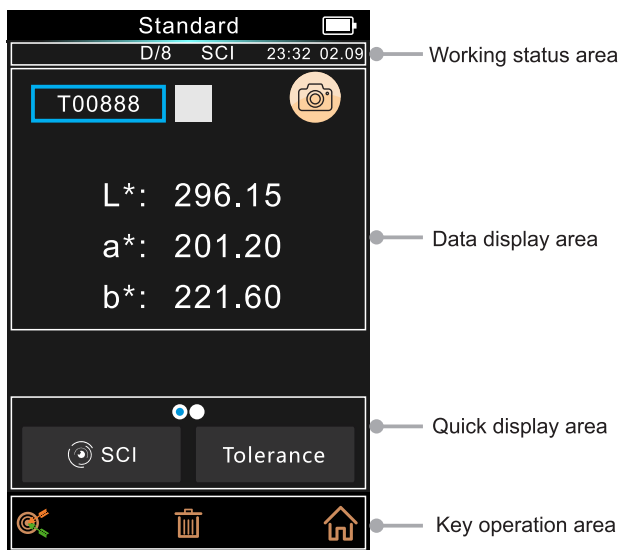 Standard
D/8 SCI 23:32 02.09
Working status area
T00888
L*: 296.15
a*: 201.20
Data display area
b*: 221.60
Quick display area
SCI Tolerance
Key operation area